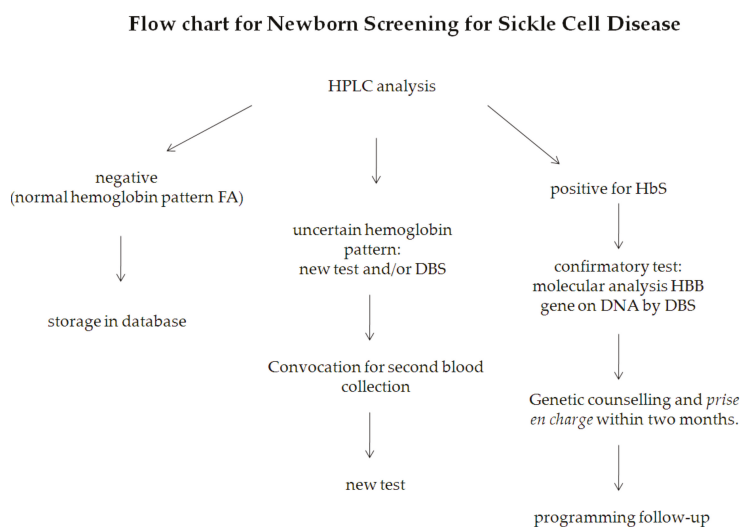 Flow chart for Newborn Screening for Sickle Cell Disease
HPLC analysis
negative
(normal hemoglobin pattern FA)
storage in database
uncertain hemoglobin
pattern:
new test and/or DBS
Convocation for second blood
collection
new test
positive for HbS
confirmatory test:
molecular analysis HBB
gene on DNA by DBS
Genetic counselling and prise
en charge within two months.
programming follow-up